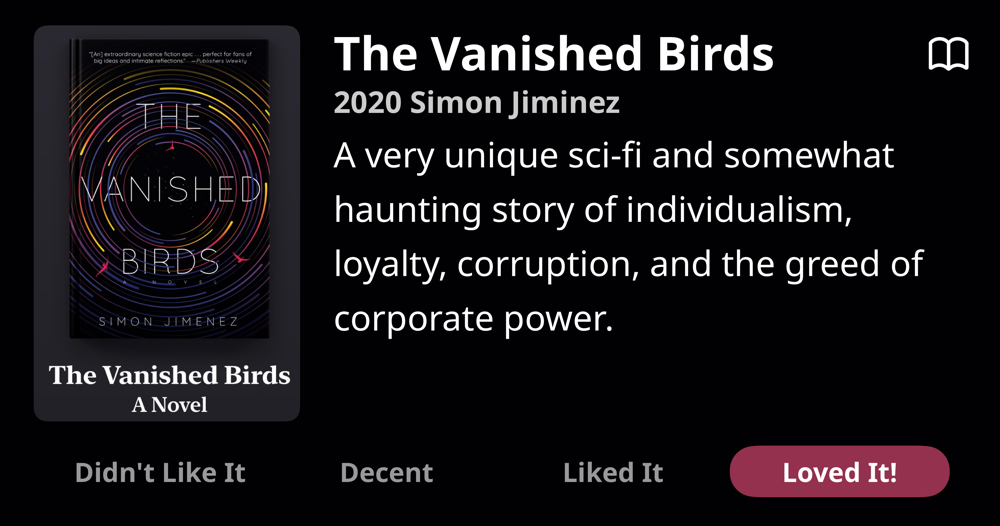 "[An] extraordinary science fiction epic . . . perfect for fans of
big ideas and intimate reflections." —Publishers Weekly
THE
VANISHED
BIRDS
A NOVEL
SIMON JIMENEZ
The Vanished Birds
A Novel
The Vanished Birds
2020 Simon Jiminez
A very unique sci-fi and somewhat
haunting story of individualism,
loyalty, corruption, and the greed of
corporate power.
Didn't Like It
Decent
Liked It
Loved It!